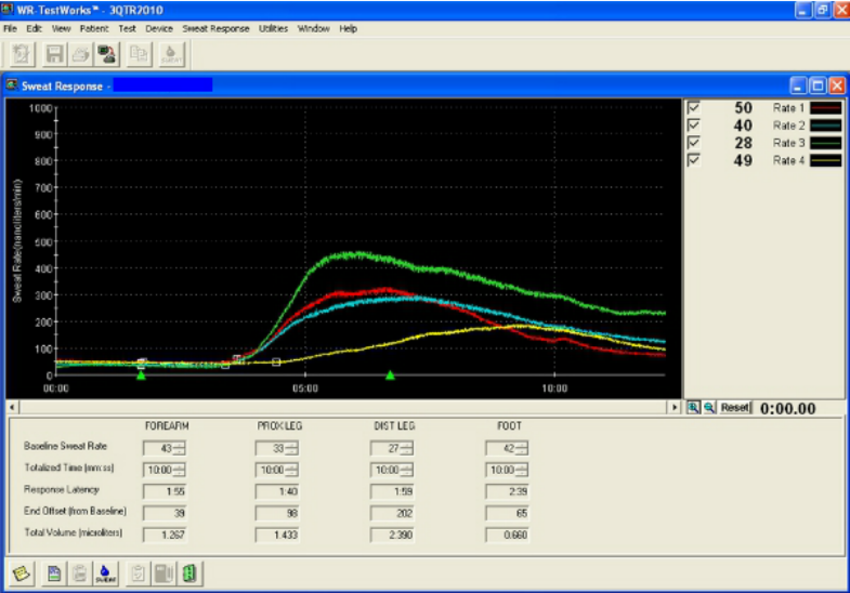 WR-TestWorks™ - 3QTR2010
File Edit View Patient Test Device Sweat Response Utilities Window Help
Sweat Response -
50 Rate 1
40 Rate 2
28 Rate 3
49 Rate 4
Sweat Rate(nanoliters/min)
1000
900
800
700
600
500
400
300
200
100
0
00:00 05:00 10:00
Reset 0:00.00
FOREARM PROX LEG DIST LEG FOOT
Baseline Sweat Rate 43 33 27 42
Totalized Time (mm:ss) 10:00 10:00 10:00 10:00
Response Latency 1:55 1:40 1:59 2:39
End Offset (from Baseline) 39 98 202 65
Total Volume (microliters) 1.267 1.433 2.390 0.660
SWEAT